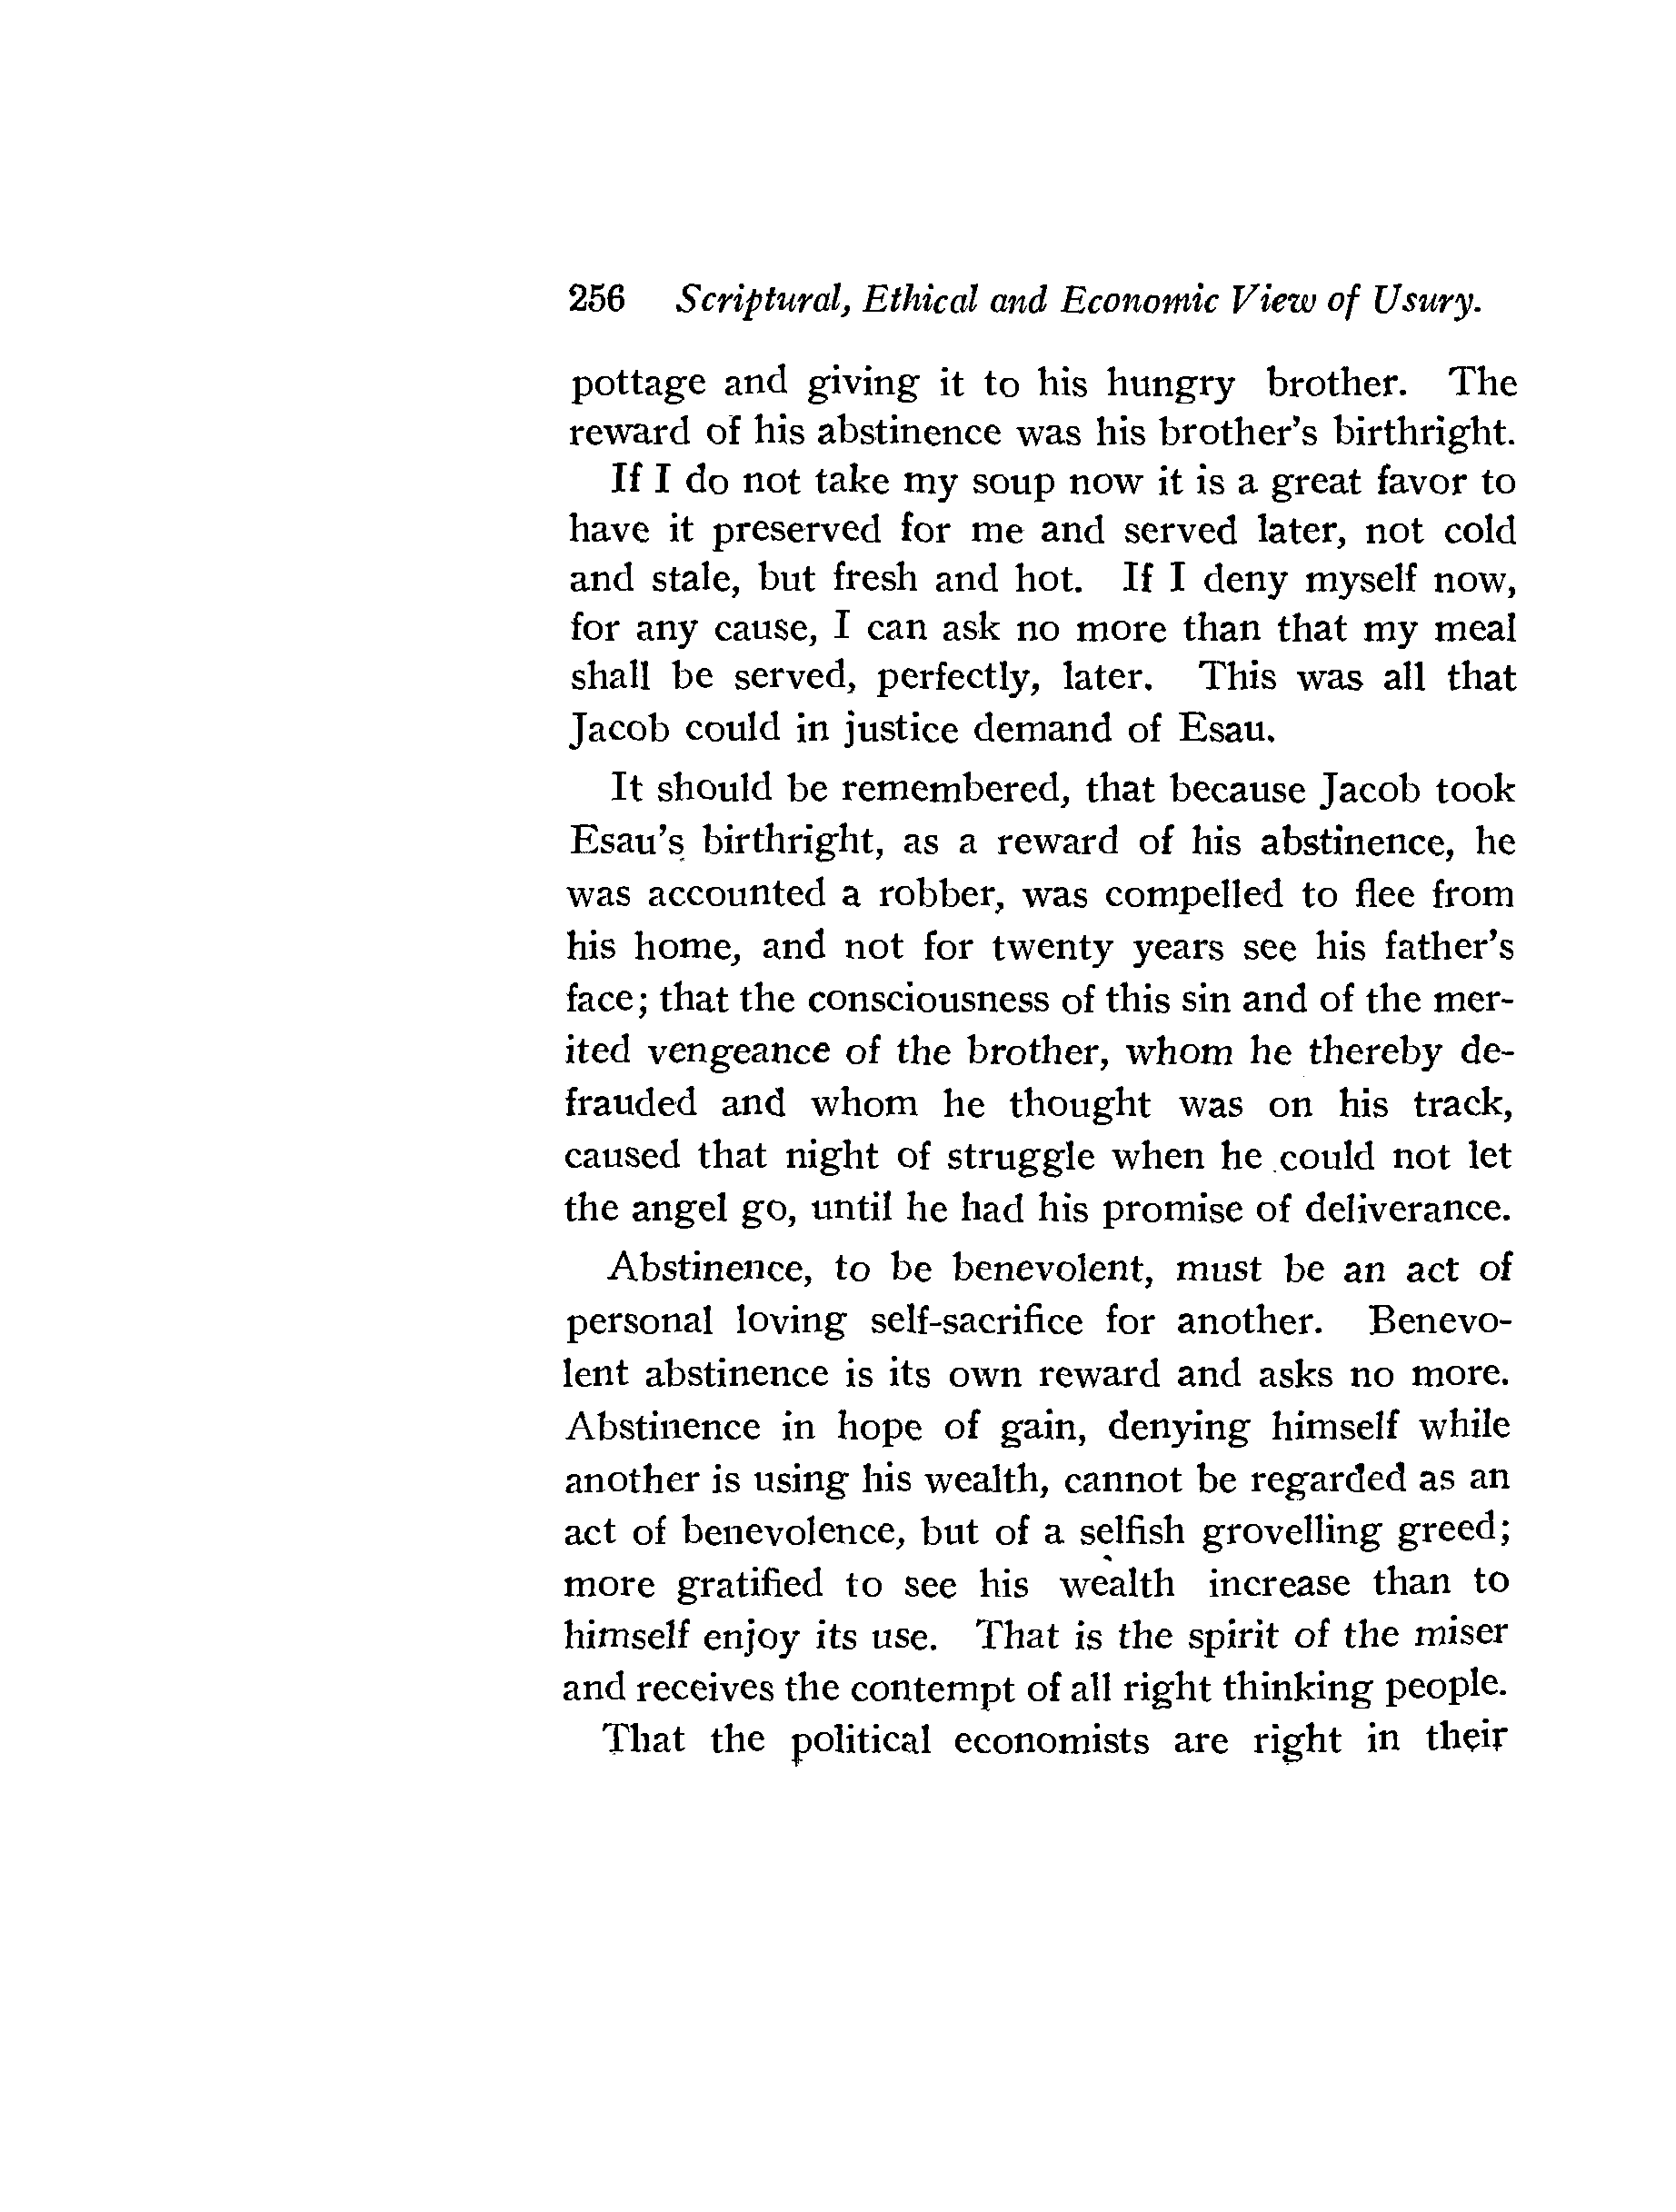 256 Scriptural, Ethical and Economic View of Usury.
pottage and giving it to his hungry brother. The
reward of his abstinence was his brother's birthright.
If I do not take my soup now it is a great favor to
have it preserved for me and served later, not cold
and stale, but fresh and hot. If I deny myself now,
for any cause, I can ask no more than that my meal
shall be served, perfectly, later. This was all that
Jacob could in justice demand of Esau.
It should be remembered, that because Jacob took
Esau's birthright, as a reward of his abstinence, he
was accounted a robber, was compelled to flee from
his home, and not for twenty years see his father's
face; that the consciousness of this sin and of the mer-
ited vengeance of the brother, whom he thereby de-
frauded and whom he thought was on his track,
caused that night of struggle when he could not let
the angel go, until he had his promise of deliverance.
Abstinence, to be benevolent, must be an act of
personal loving self-sacrifice for another. Benevo-
lent abstinence is its own reward and asks no more.
Abstinence in hope of gain, denying himself while
another is using his wealth, cannot be regarded as an
act of benevolence, but of a selfish grovelling greed;
more gratified to see his wealth increase than to
himself enjoy its use. That is the spirit of the miser
and receives the contempt of all right thinking people.
That the political economists are right in their